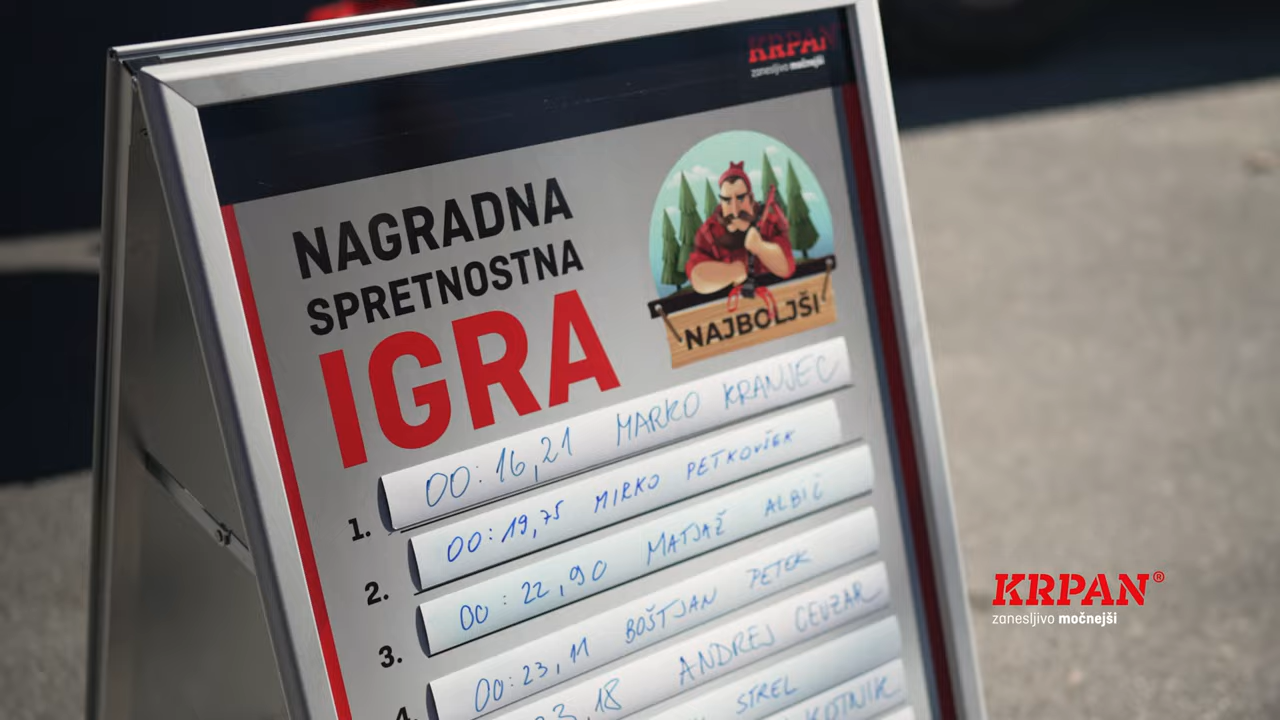 KRPAN
zanesljivo močnejši
NAGRADNA
SPRETNOSTNA
IGRA
NAJBOLJŠI
1. 00:16,21 MARKO KRANJEC
2. 00:19,75 MIRKO PETKOVŠEK
3. 00:22,90 MATJAŽ ALBIČ
4. 00:23,11 BOŠTJAN PETEK
ANDREJ CEVZAR
STREL
KOTNIK
KRPAN®
zanesljivo močnejši